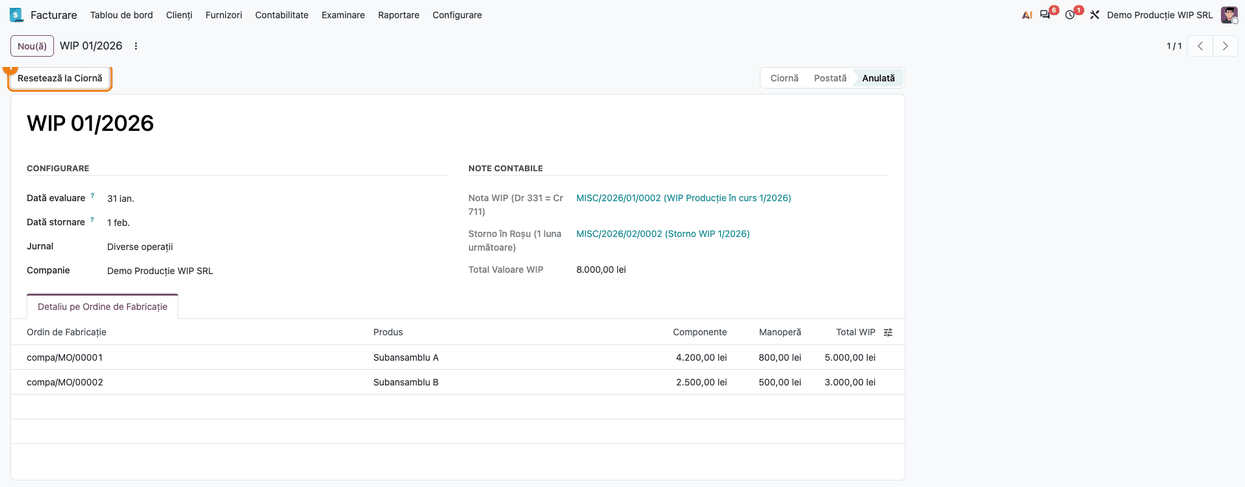 Facturare Tablou de bord Clienți Furnizori Contabilitate Examinare Raportare Configurare AI 6 1 Demo Producție WIP SRL
Nou(ă) WIP 01/2026 1 / 1
Resetează la Ciornă Ciornă Postată Anulată
WIP 01/2026
CONFIGURARE
Dată evaluare ? 31 ian.
Dată stornare ? 1 feb.
Jurnal Diverse operații
Companie Demo Producție WIP SRL
NOTE CONTABILE
Nota WIP (Dr 331 = Cr 711) MISC/2026/01/0002 (WIP Producție în curs 1/2026)
Storno în Roșu (1 luna următoare) MISC/2026/02/0002 (Storno WIP 1/2026)
Total Valoare WIP 8.000,00 lei
Detaliu pe Ordine de Fabricație
Ordin de Fabricație Produs Componente Manoperă Total WIP
compa/MO/00001 Subansamblu A 4.200,00 lei 800,00 lei 5.000,00 lei
compa/MO/00002 Subansamblu B 2.500,00 lei 500,00 lei 3.000,00 lei